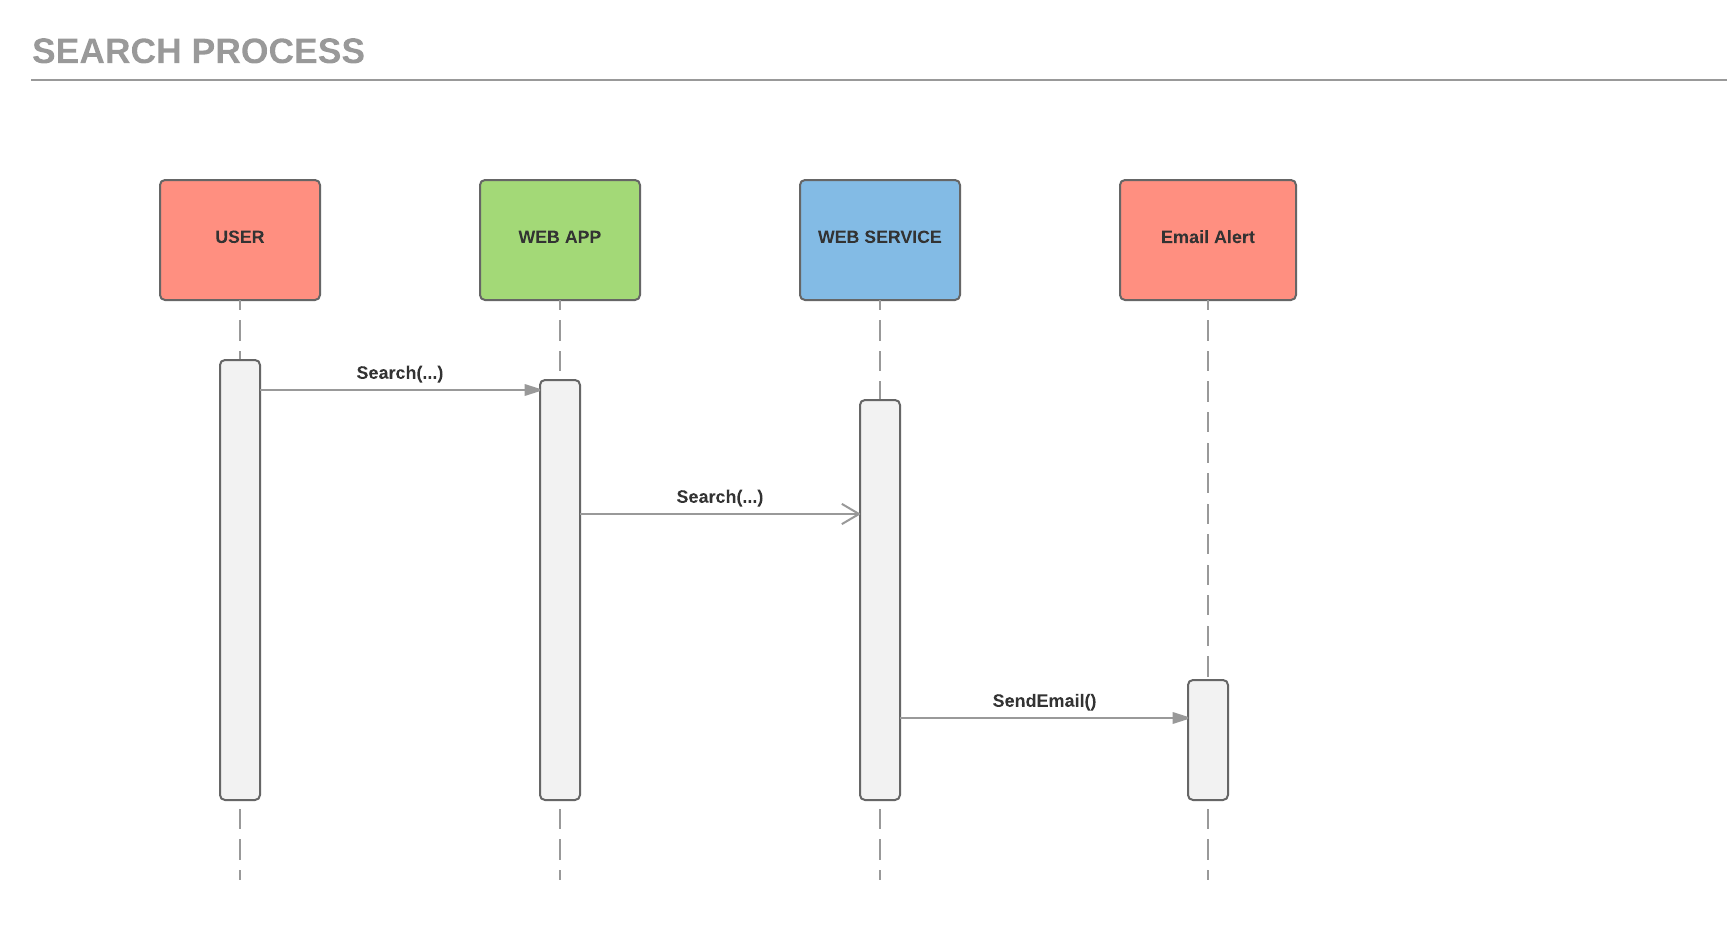 SEARCH PROCESS
USER
WEB APP
WEB SERVICE
Email Alert
Search(...)
Search(...)
SendEmail()